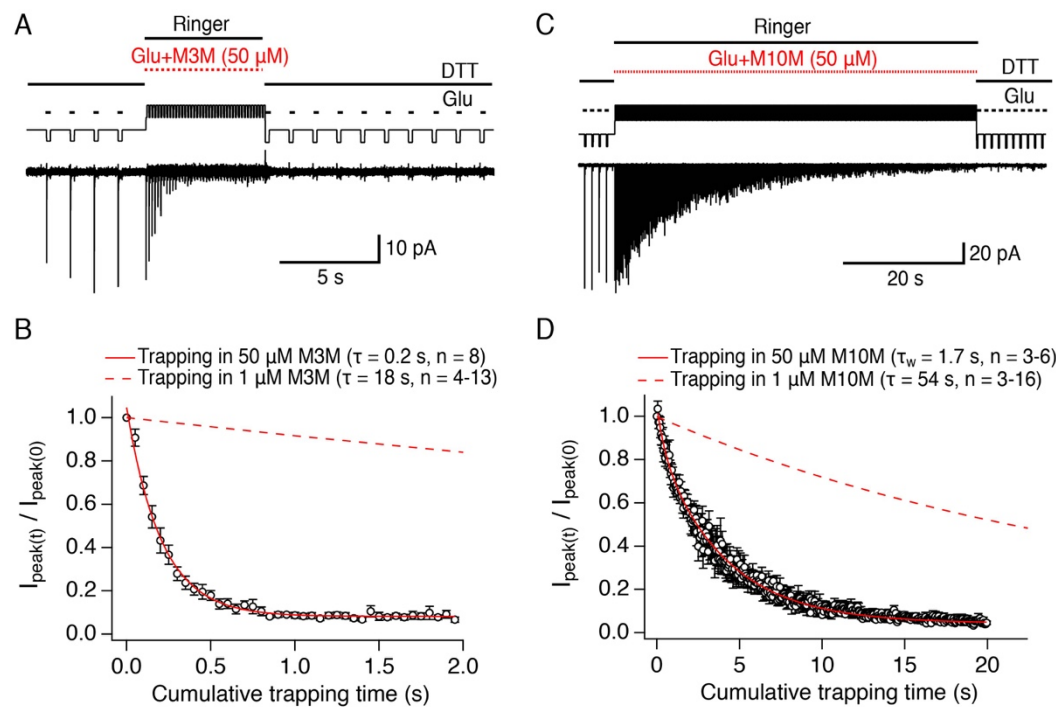 A
Ringer
Glu+M3M (50 µM)
DTT
Glu
10 pA
5 s
B
Trapping in 50 µM M3M (τ = 0.2 s, n = 8)
Trapping in 1 µM M3M (τ = 18 s, n = 4-13)
1.0
0.8
0.6
0.4
0.2
0.0
Ipeak(t) / Ipeak(0)
0.0 0.5 1.0 1.5 2.0
Cumulative trapping time (s)
C
Ringer
Glu+M10M (50 µM)
DTT
Glu
20 pA
20 s
D
Trapping in 50 µM M10M (τw = 1.7 s, n = 3-6)
Trapping in 1 µM M10M (τ = 54 s, n = 3-16)
1.0
0.8
0.6
0.4
0.2
0.0
Ipeak(t) / Ipeak(0)
0 5 10 15 20
Cumulative trapping time (s)